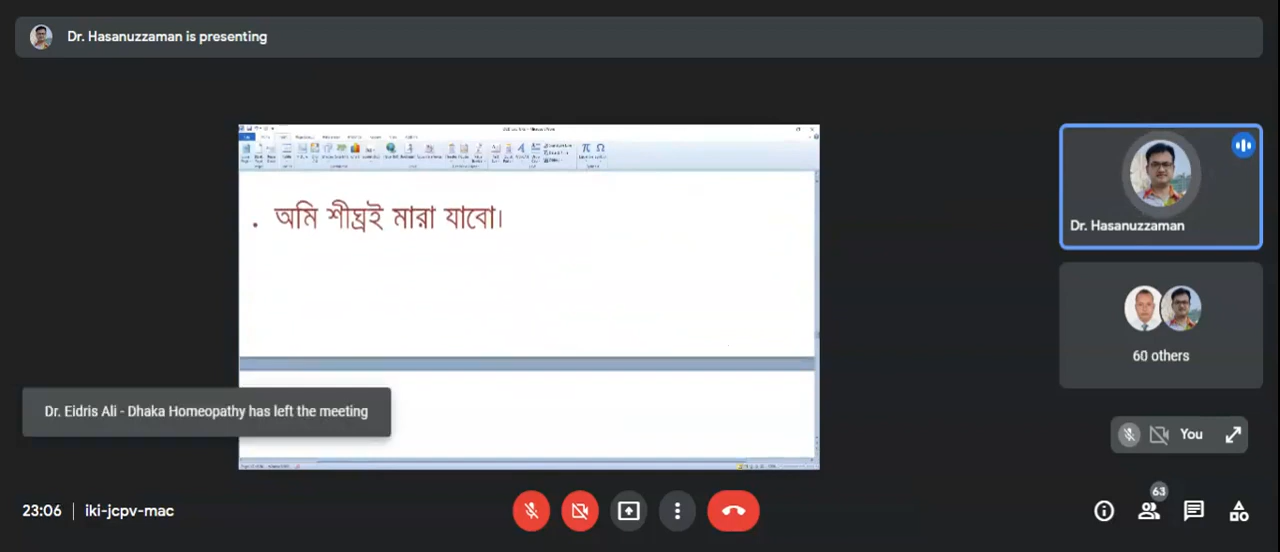 Dr. Hasanuzzaman is presenting
অমি শীঘ্রই মারা যাবো।
Dr. Hasanuzzaman
60 others
Dr. Eidris Ali - Dhaka Homeopathy has left the meeting
You
23:06 | iki-jcpv-mac
63